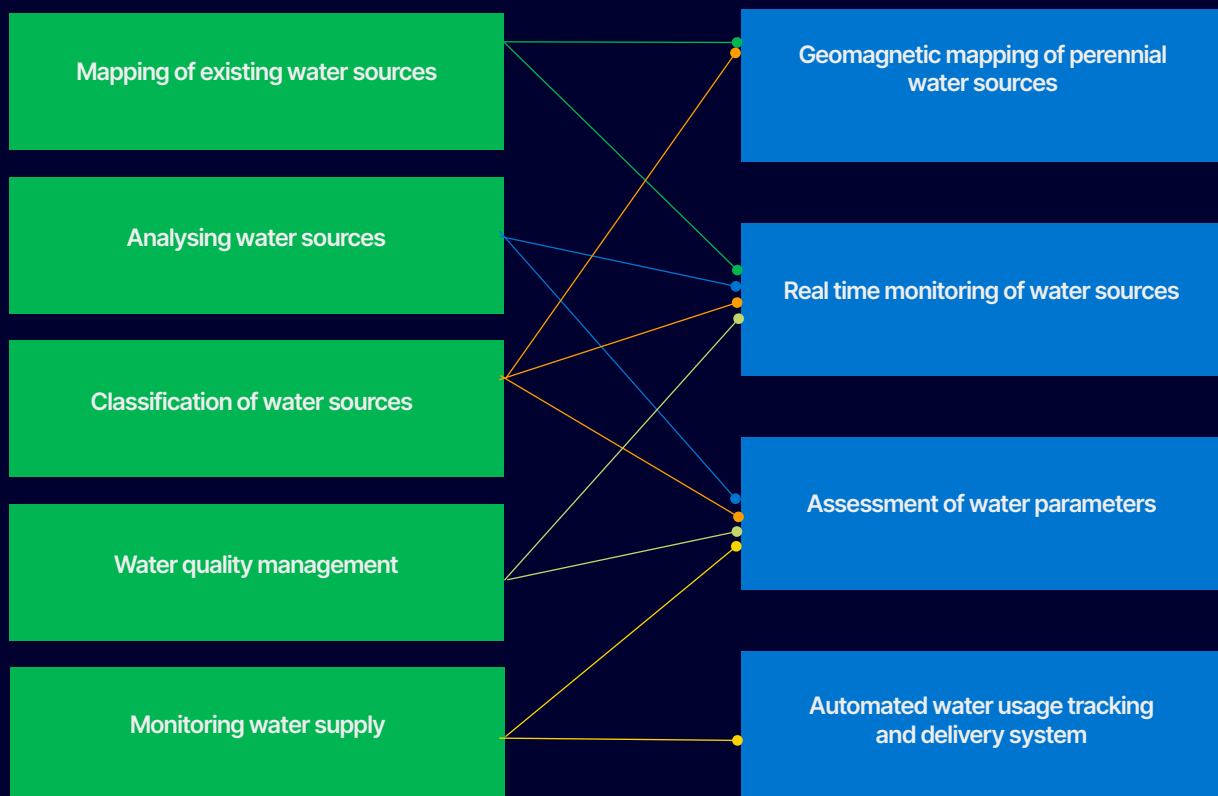 Mapping of existing water sources
Analysing water sources
Classification of water sources
Water quality management
Monitoring water supply
Geomagnetic mapping of perennial
water sources
Real time monitoring of water sources
Assessment of water parameters
Automated water usage tracking
and delivery system